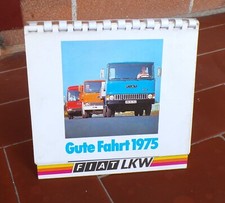 Gute Fahrt 1975
FIAT LKW